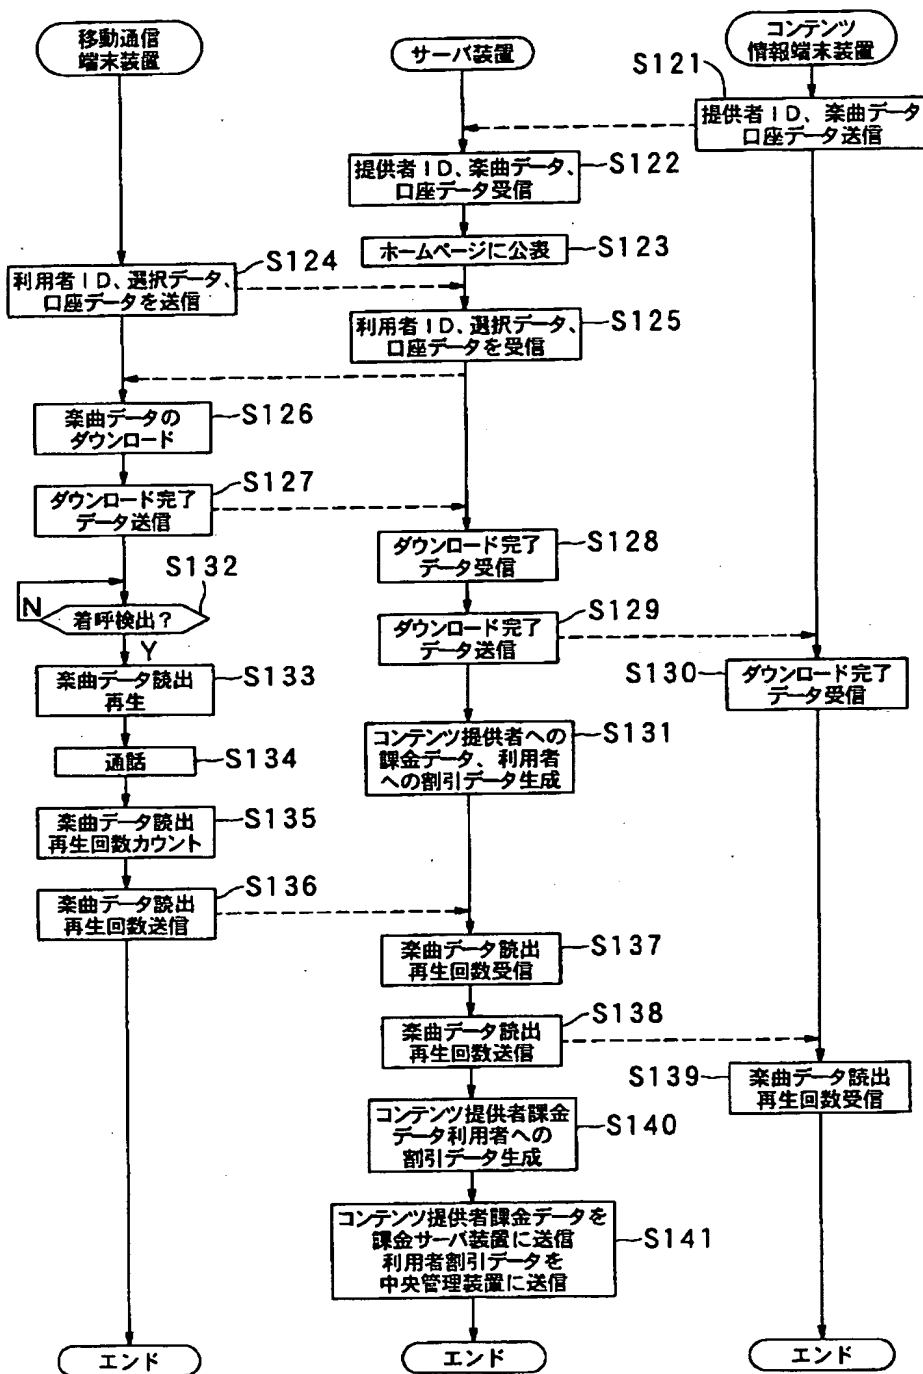 移動通信
端末装置
サーバ装置
コンテンツ
情報端末装置
S121
提供者ID、楽曲データ
口座データ送信
提供者ID、楽曲データ、
口座データ受信
S122
ホームページに公表
S123
S124
利用者ID、選択データ、
口座データを送信
利用者ID、選択データ、
口座データを受信
S125
楽曲データの
ダウンロード
S126
S127
ダウンロード完了
データ送信
ダウンロード完了
データ受信
S128
S132
N
着呼検出?
Y
S129
ダウンロード完了
データ送信
S130
ダウンロード完了
データ受信
楽曲データ読出
再生
S133
コンテンツ提供者への
課金データ、利用者
への割引データ生成
S131
通話
S134
楽曲データ読出
再生回数カウント
S135
S136
楽曲データ読出
再生回数送信
楽曲データ読出
再生回数受信
S137
S138
楽曲データ読出
再生回数送信
S139
楽曲データ読出
再生回数受信
コンテンツ提供者課金
データ利用者への
割引データ生成
S140
コンテンツ提供者課金データを
課金サーバ装置に送信
利用者割引データを
中央管理装置に送信
S141
エンド
エンド
エンド